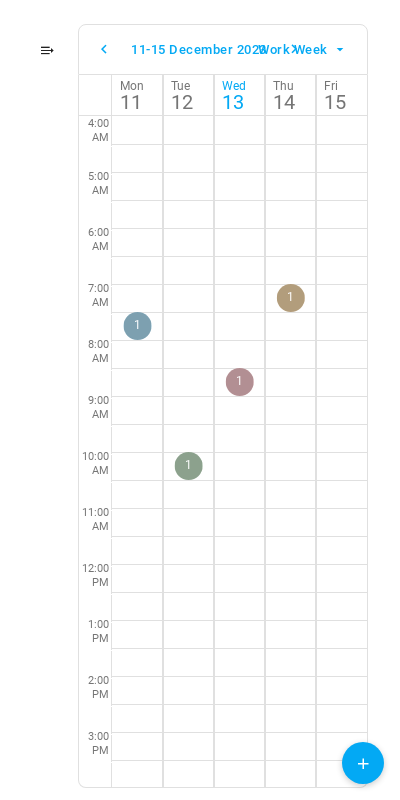 11-15 December 2023 Work Week
Mon Tue Wed Thu Fri
11 12 13 14 15
4:00
AM
5:00
AM
6:00
AM
7:00
AM
1
1
8:00
AM
1
9:00
AM
10:00
AM
1
11:00
AM
12:00
PM
1:00
PM
2:00
PM
3:00
PM